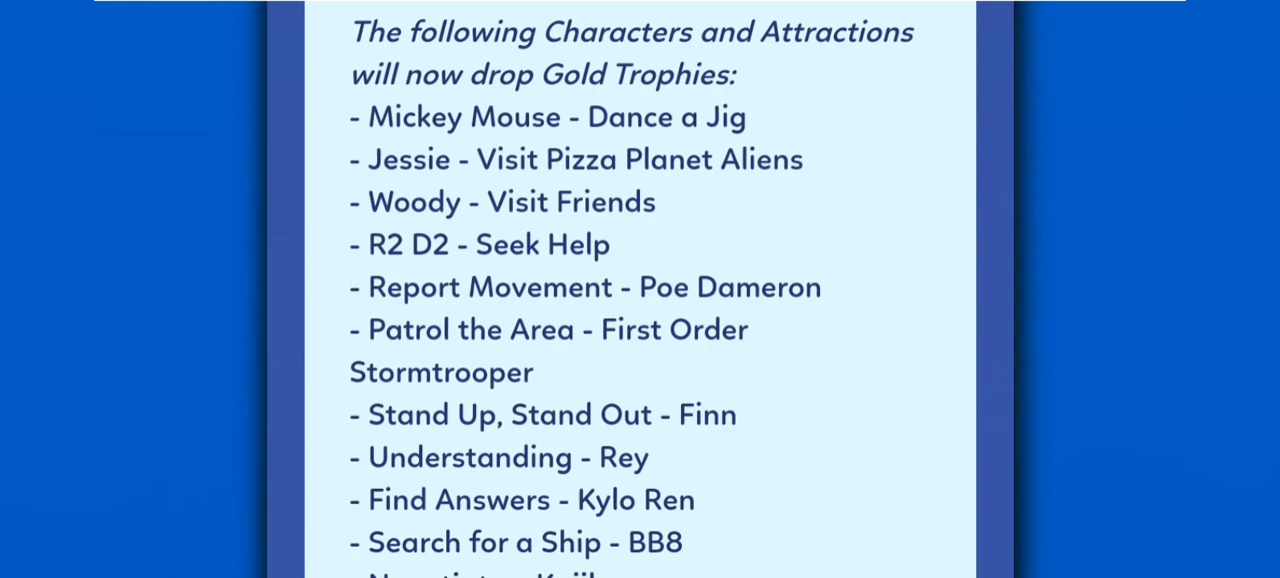 The following Characters and Attractions
will now drop Gold Trophies:
- Mickey Mouse - Dance a Jig
- Jessie - Visit Pizza Planet Aliens
- Woody - Visit Friends
- R2 D2 - Seek Help
- Report Movement - Poe Dameron
- Patrol the Area - First Order
Stormtrooper
- Stand Up, Stand Out - Finn
- Understanding - Rey
- Find Answers - Kylo Ren
- Search for a Ship - BB8